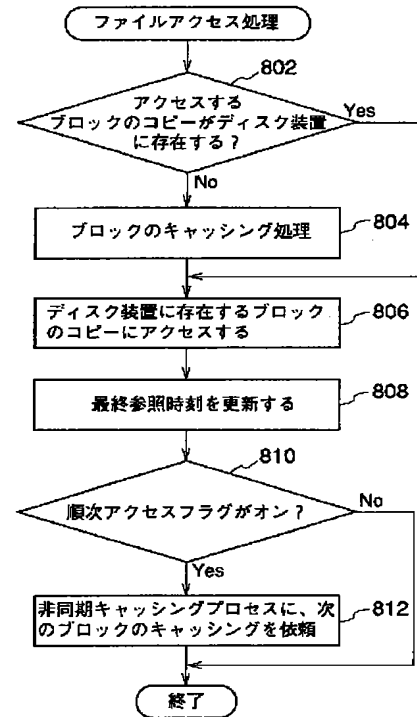 ファイルアクセス処理
802
アクセスする
ブロックのコピーがディスク装置
に存在する？
Yes
No
ブロックのキャッシング処理
804
ディスク装置に存在するブロック
のコピーにアクセスする
806
最終参照時刻を更新する
808
810
順次アクセスフラグがオン？
No
Yes
非同期キャッシングプロセスに、次
のブロックのキャッシングを依頼
812
終了